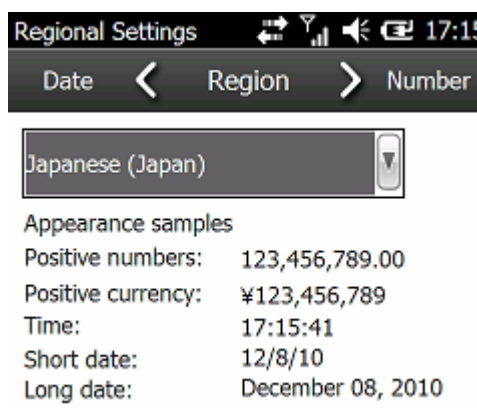 Regional Settings 17:15
Date Region Number
Japanese (Japan)
Appearance samples
Positive numbers: 123,456,789.00
Positive currency: ¥123,456,789
Time: 17:15:41
Short date: 12/8/10
Long date: December 08, 2010